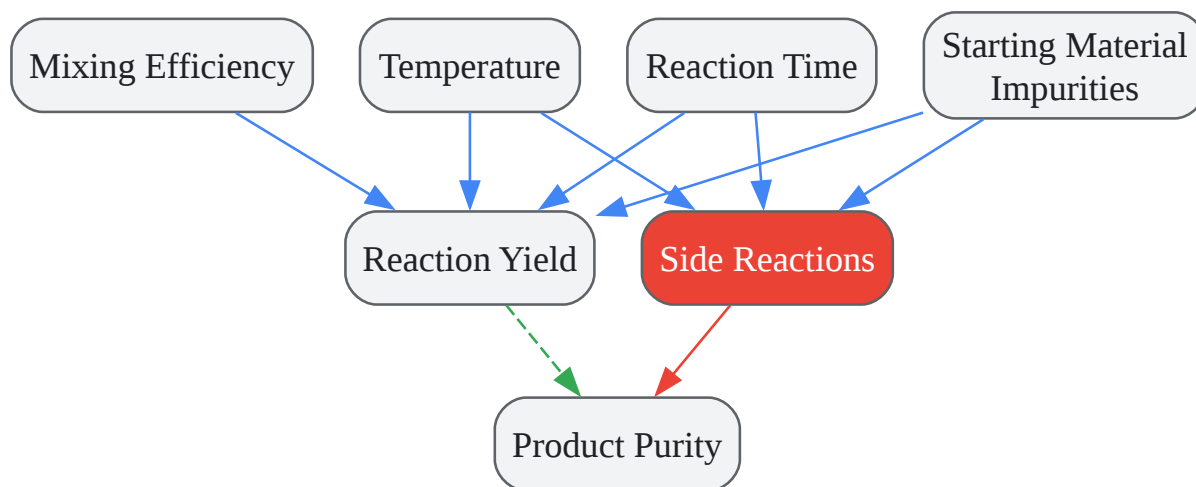 Mixing Efficiency
Temperature
Reaction Time
Starting Material
Impurities
Reaction Yield
Side Reactions
Product Purity